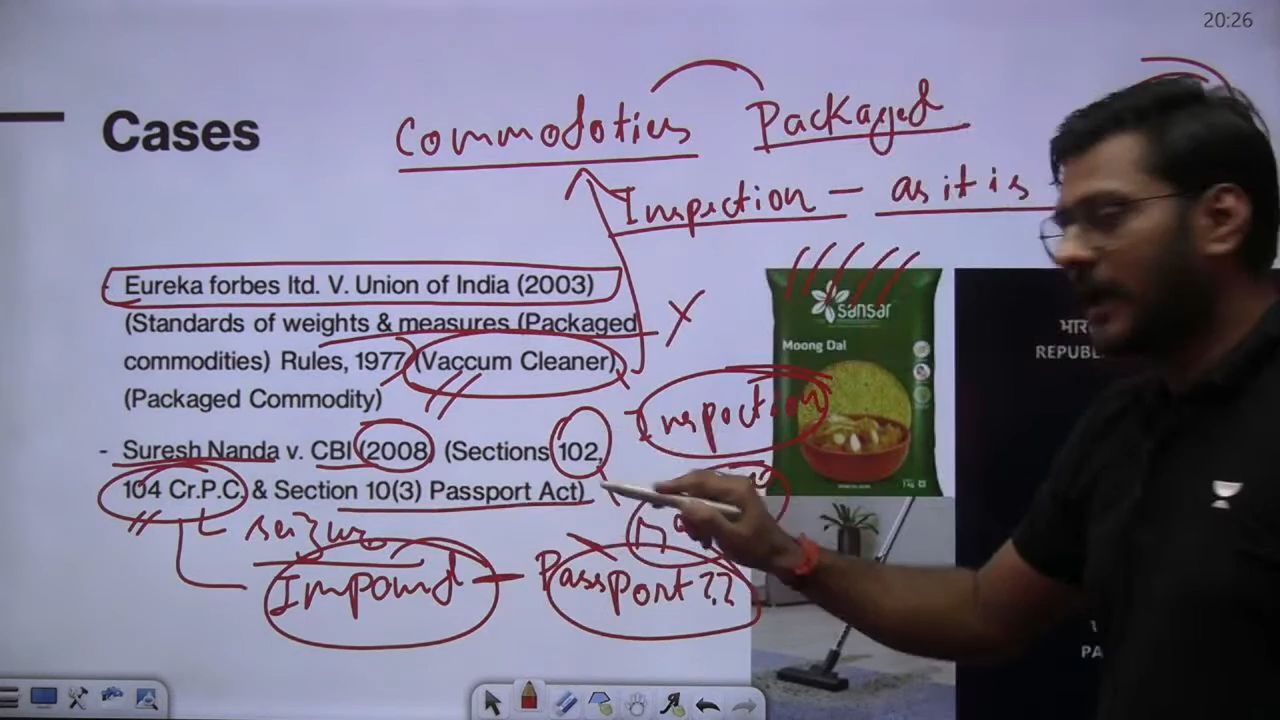 20:26
Cases
Commodoties Packaged
Inspection - as it is
Eureka forbes ltd. V. Union of India (2003)
(Standards of weights & measures (Packaged
commodities) Rules, 1977 (Vaccum Cleaner),
(Packaged Commodity)
- Suresh Nanda v. CBI (2008) (Sections 102,
104 Cr.P.C. & Section 10(3) Passport Act)
X
Inspection
seizure
Impound - Passport??
sansar
Moong Dal
भार
REPUBL
PA